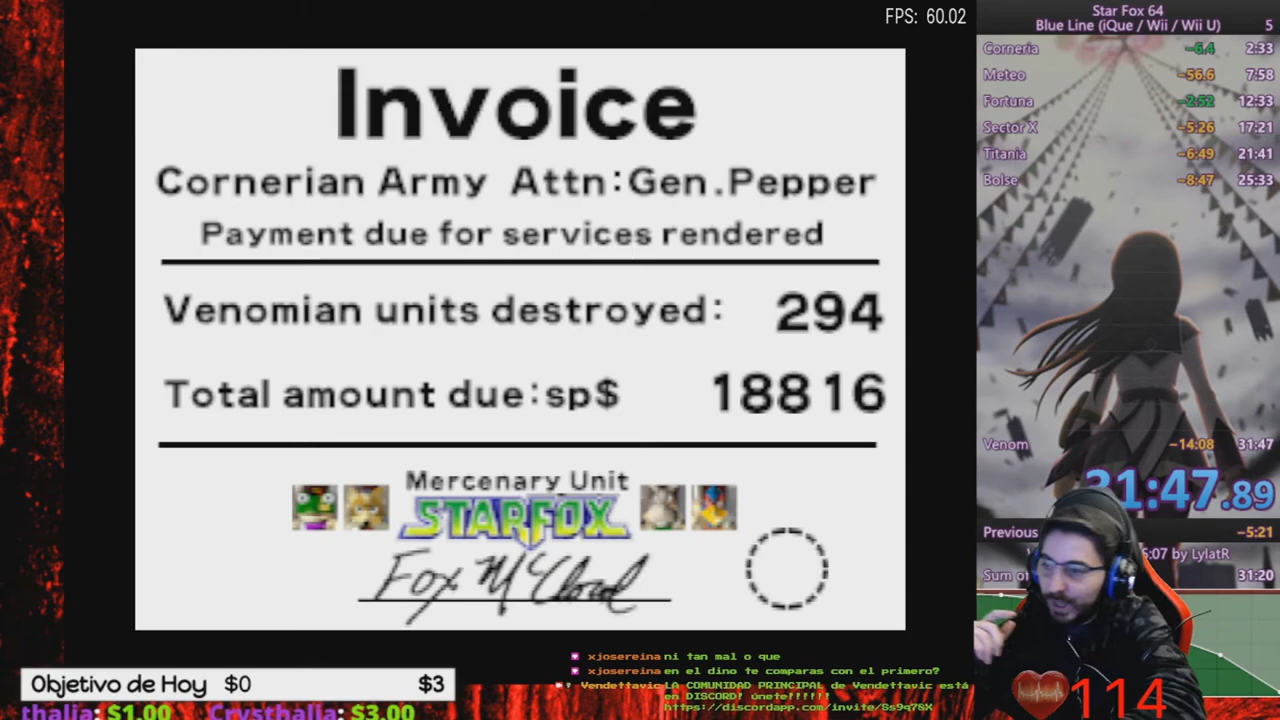 FPS: 60.02
Invoice
Cornerian Army Attn:Gen.Pepper
Payment due for services rendered
Venomian units destroyed: 294
Total amount due:sp$ 18816
Mercenary Unit
STARFOX
Fox McCloud
Star Fox 64
Blue Line (iQue / Wii / Wii U) 5
Corneria -6.4 2:33
Meteo -56.6 7:58
Fortuna -2:52 12:33
Sector X -5:26 17:21
Titania -6:49 21:41
Bolse -8:47 25:33
Venom -14:08 31:47
31:47.89
Previous -5:21
5:07 by LylatR
Sum of 31:20
114
xjosereina ni tan mal o que
xjosereina en el dino te comparas con el primero?
Vendettavic LA COMUNIDAD PRINCIPAL de Vendettavic está
en DISCORD! únete!!!!!!
Objetivo de Hoy $0 $3
thalia: $1.00 Crysthalia: $3.00